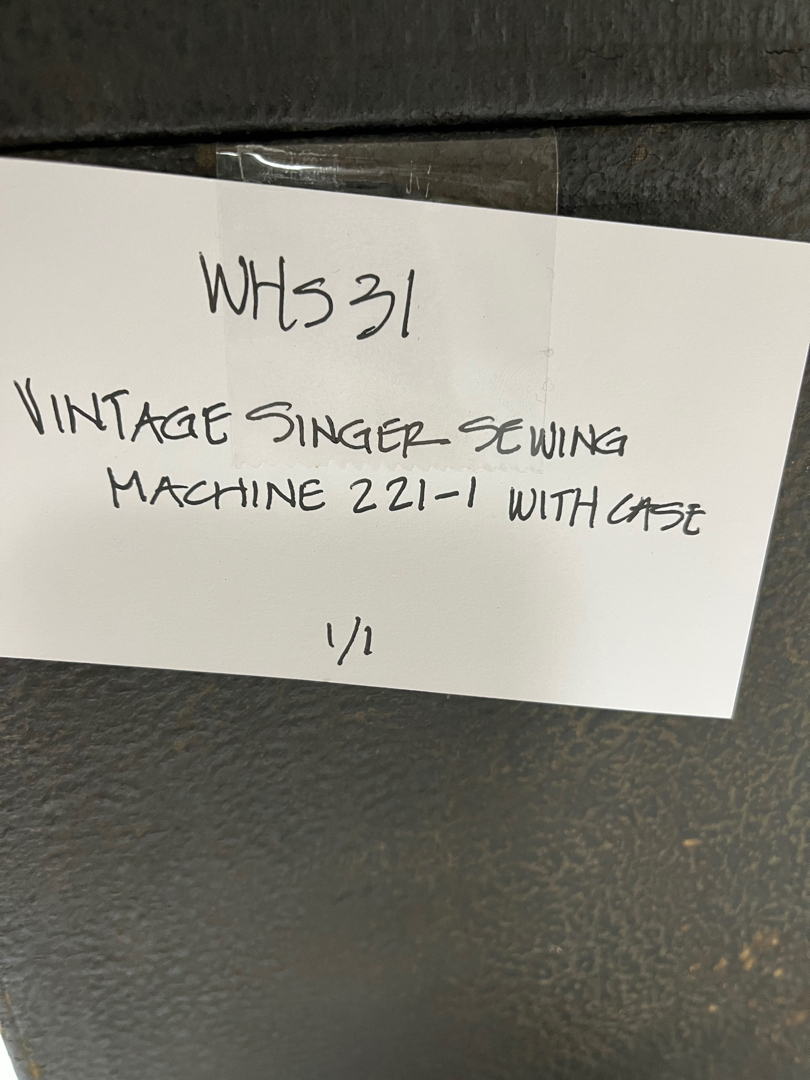 WHS31
VINTAGE SINGER SEWING
MACHINE 221-1 WITH CASE
1/1